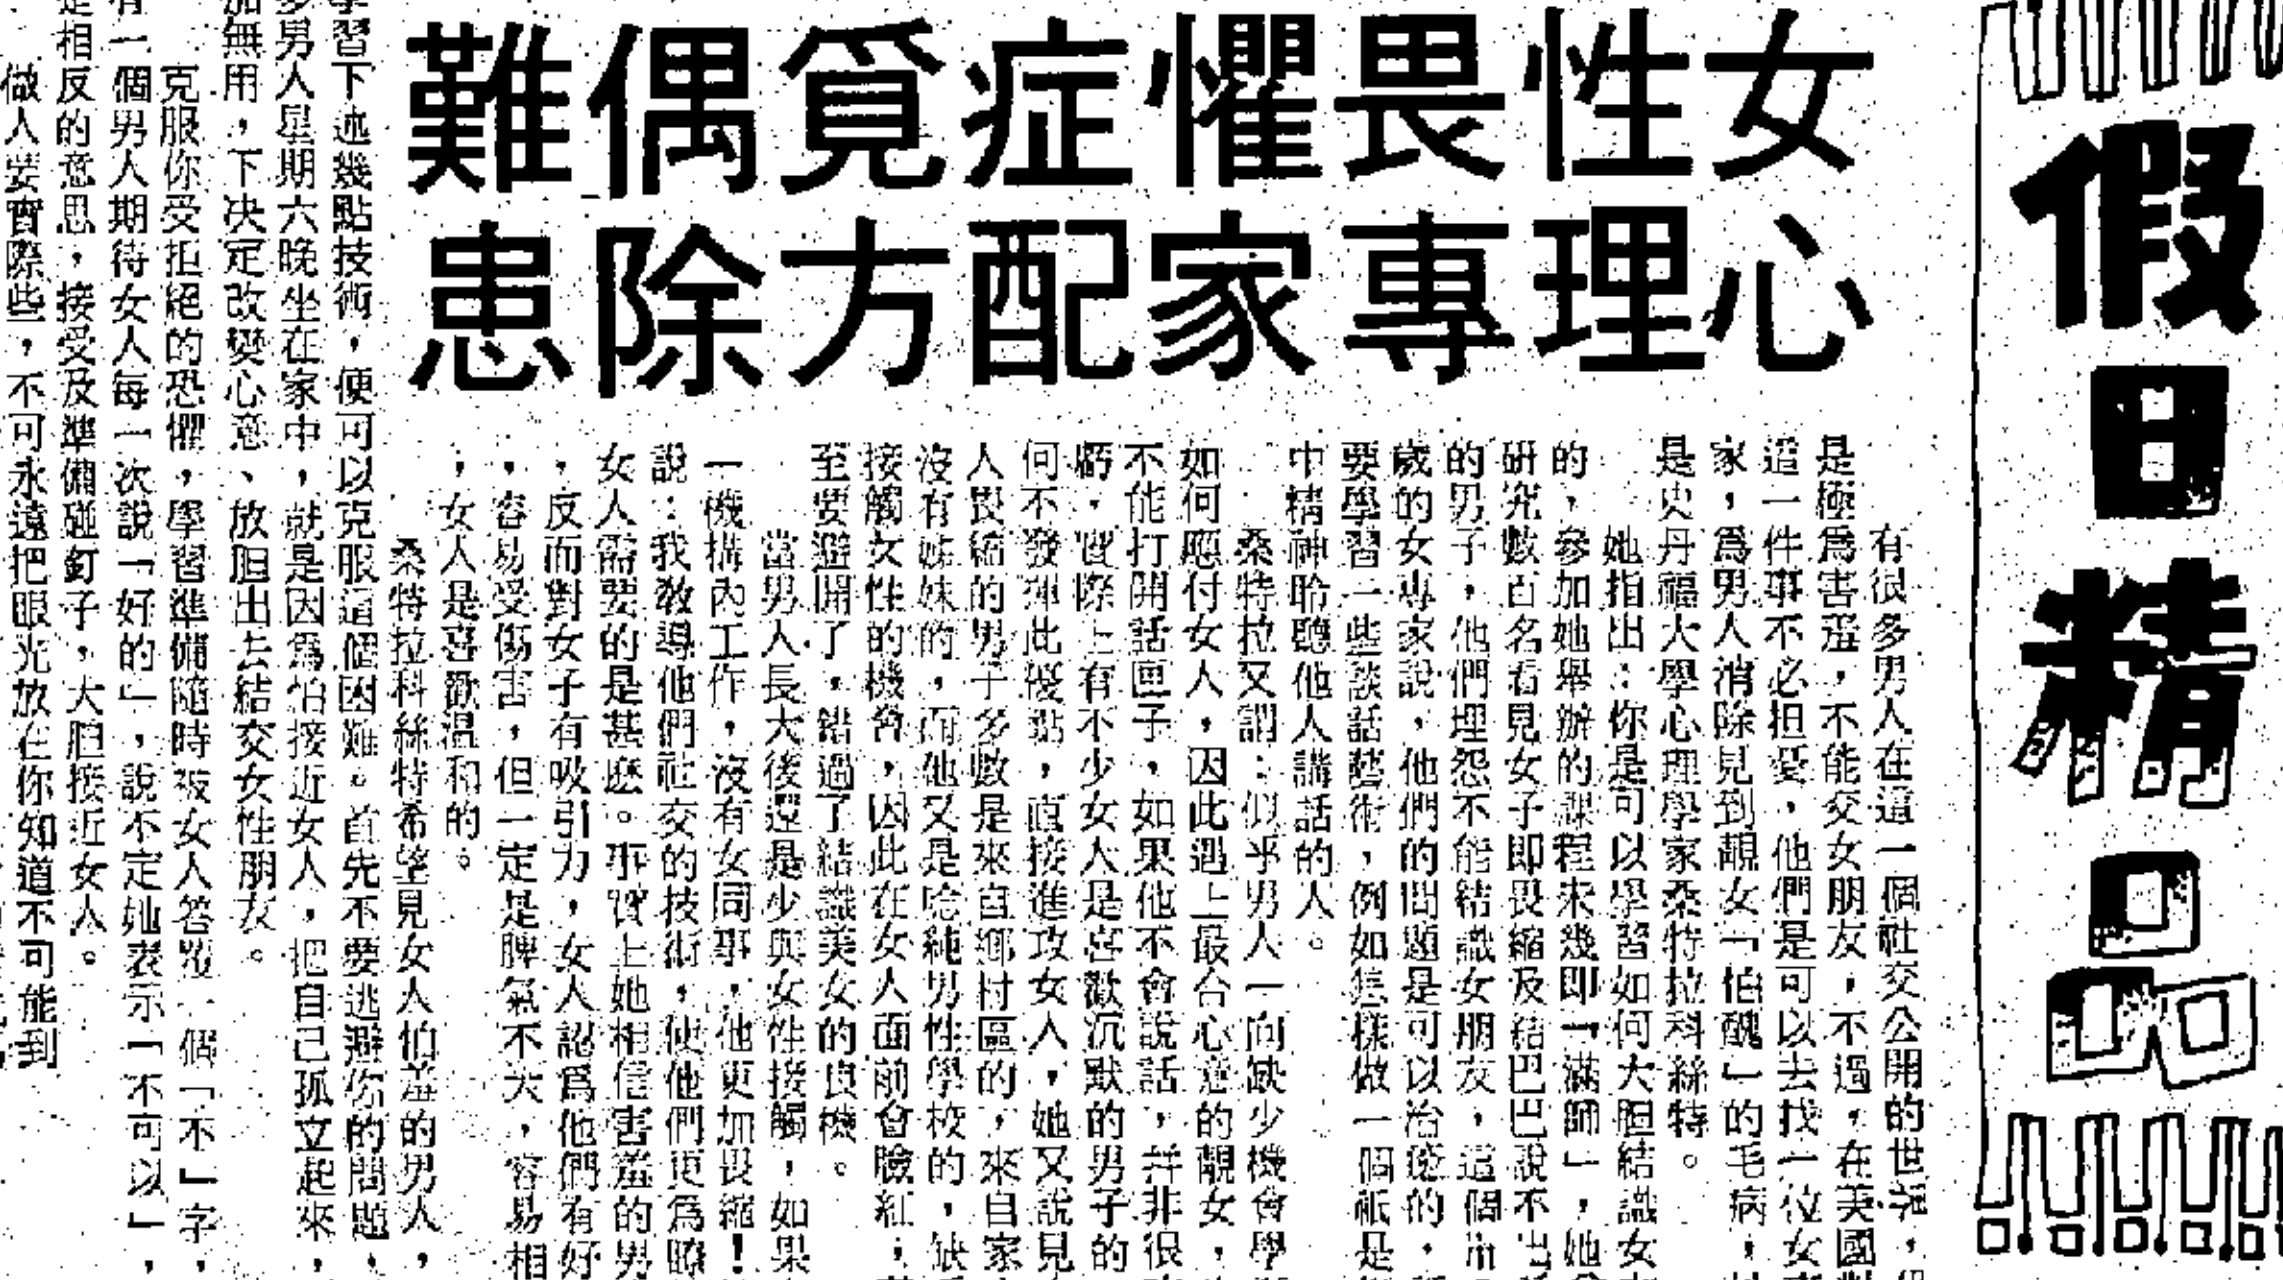 假日精品
女性畏懼症覓偶難
心理專家配方除患
有很多男人在這一個社交公開的世界，
是極爲害羞，不能交女朋友，不過，在美國
這一件事不必担憂，他們是可以去找一位女
家，爲男人消除見到靚女「怕醜」的毛病，
是史丹福大學心理學家桑特拉科絲特。
她指出：你是可以學習如何大胆結識女
的，參加她舉辦的課程未幾即「滿師」，她
研究數百名看見女子即畏縮及結巴巴說不出
的男子，他們埋怨不能結識女朋友，這個
歲的女專家說，他們的問題是可以治癒的，
要學習一些談話藝術，例如怎樣做一個祇是
中精神聆聽他人講話的人。
桑特拉又謂：似乎男人一向缺少機會學
如何應付女人，因此遇上最合心意的靚女，
不能打開話匣子，如果他不會說話，并非很
虧，實際上有不少女人是喜歡沉默的男子的
何不發揮此優點，直接進攻女人，她又說見
人畏縮的男子多數是來自鄉村區的，來自家
沒有姊妹的，而他又是唸純男性學校的，缺
接觸女性的機會，因此在女人面前會臉紅，
至要避開了，錯過了結識美女的良機。
當男人長大後還是少與女性接觸，如果
一機構內工作，沒有女同事，他更加畏縮！
說：我教導他們社交的技術，使他們更爲瞭
女人需要的是甚麽。事實上她相信害羞的男
，反而對女子有吸引力，女人認爲他們有好
，容易受傷害，但一定是脾氣不大，容易相
，女人是喜歡温和的。
桑特拉科絲特希望見女人怕羞的男人，
學習下述幾點技術，便可以克服這個困難。首先不要逃避你的問題，
多男人星期六晚坐在家中，就是因爲怕接近女人，把自己孤立起來，
加無用，下决定改變心意、放胆出去結交女性朋友。
克服你受拒絕的恐懼，學習準備隨時被女人答覆一個「不」字，
有一個男人期待女人每一次說「好的」，說不定她表示「不可以」，
是相反的意思，接受及準備碰釘子，大胆接近女人。
做人要實際些，不可永遠把眼光放在你知道不可能到